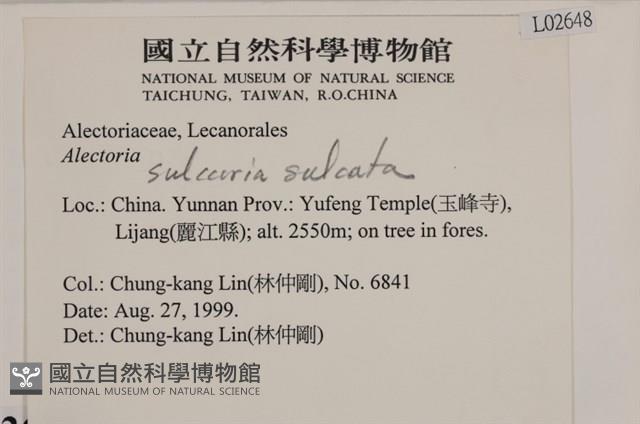 L02648
國立自然科學博物館
NATIONAL MUSEUM OF NATURAL SCIENCE
TAICHUNG, TAIWAN, R.O.CHINA
Alectoriaceae, Lecanorales
Alectoria
sulcaria sulcata
Loc.: China. Yunnan Prov.: Yufeng Temple(玉峰寺),
Lijang(麗江縣); alt. 2550m; on tree in fores.
Col.: Chung-kang Lin(林仲剛), No. 6841
Date: Aug. 27, 1999.
Det.: Chung-kang Lin(林仲剛)
國立自然科學博物館
NATIONAL MUSEUM OF NATURAL SCIENCE